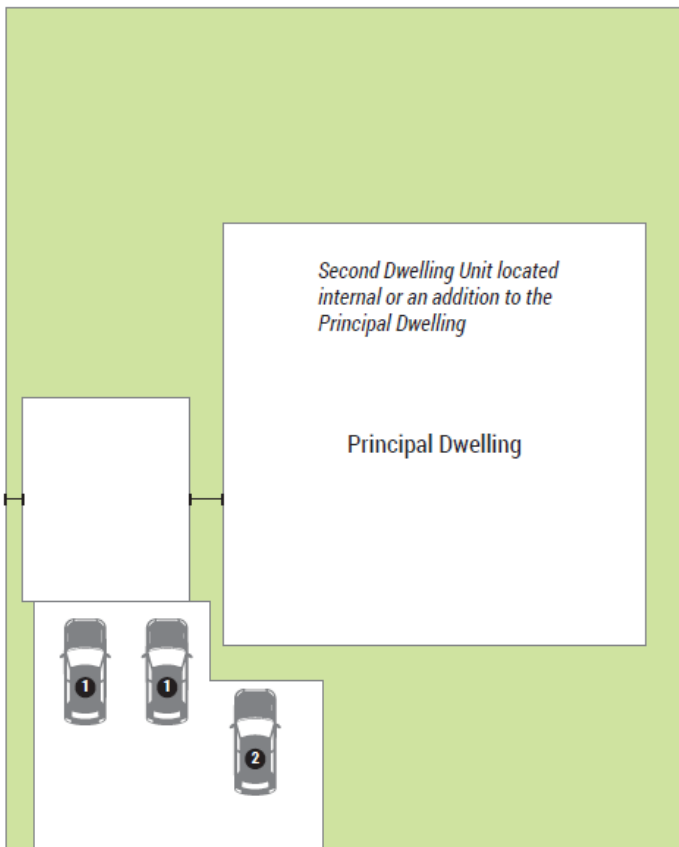 Second Dwelling Unit located
internal or an addition to the
Principal Dwelling
Principal Dwelling
1
1
2